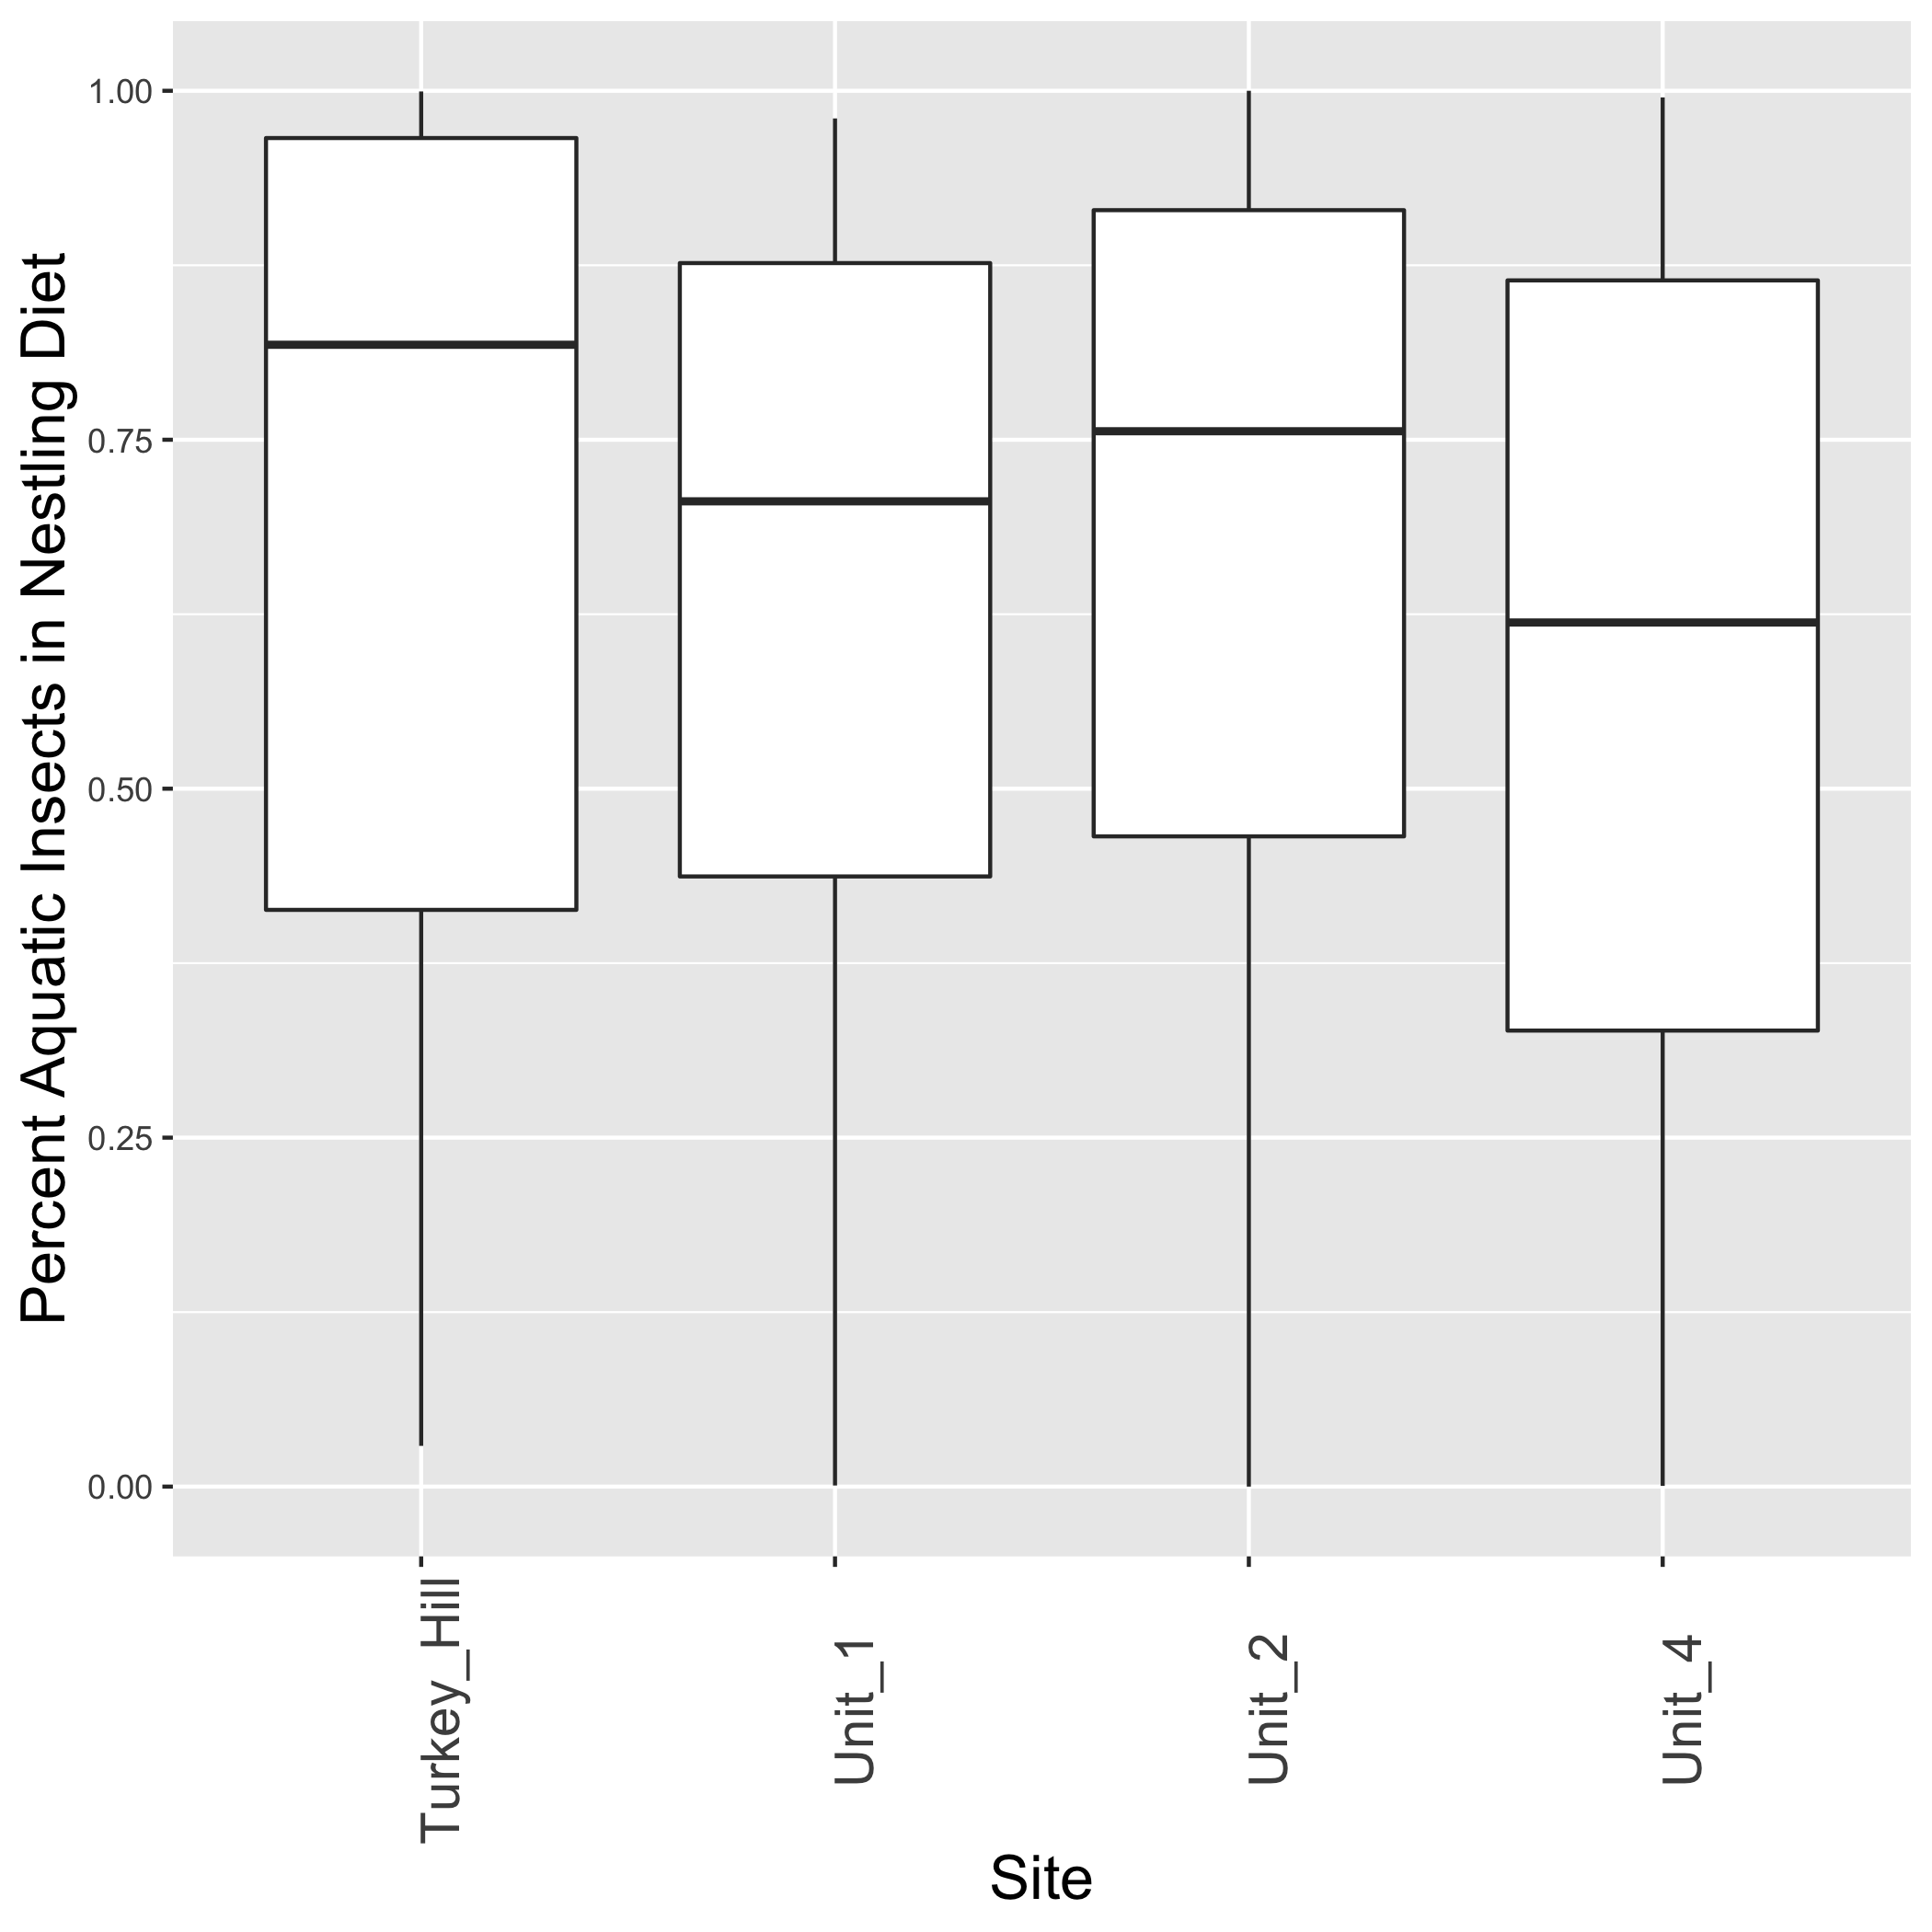 Percent Aquatic Insects in Nestling Diet
1.00
0.75
0.50
0.25
0.00
Turkey_Hill
Unit_1
Unit_2
Unit_4
Site